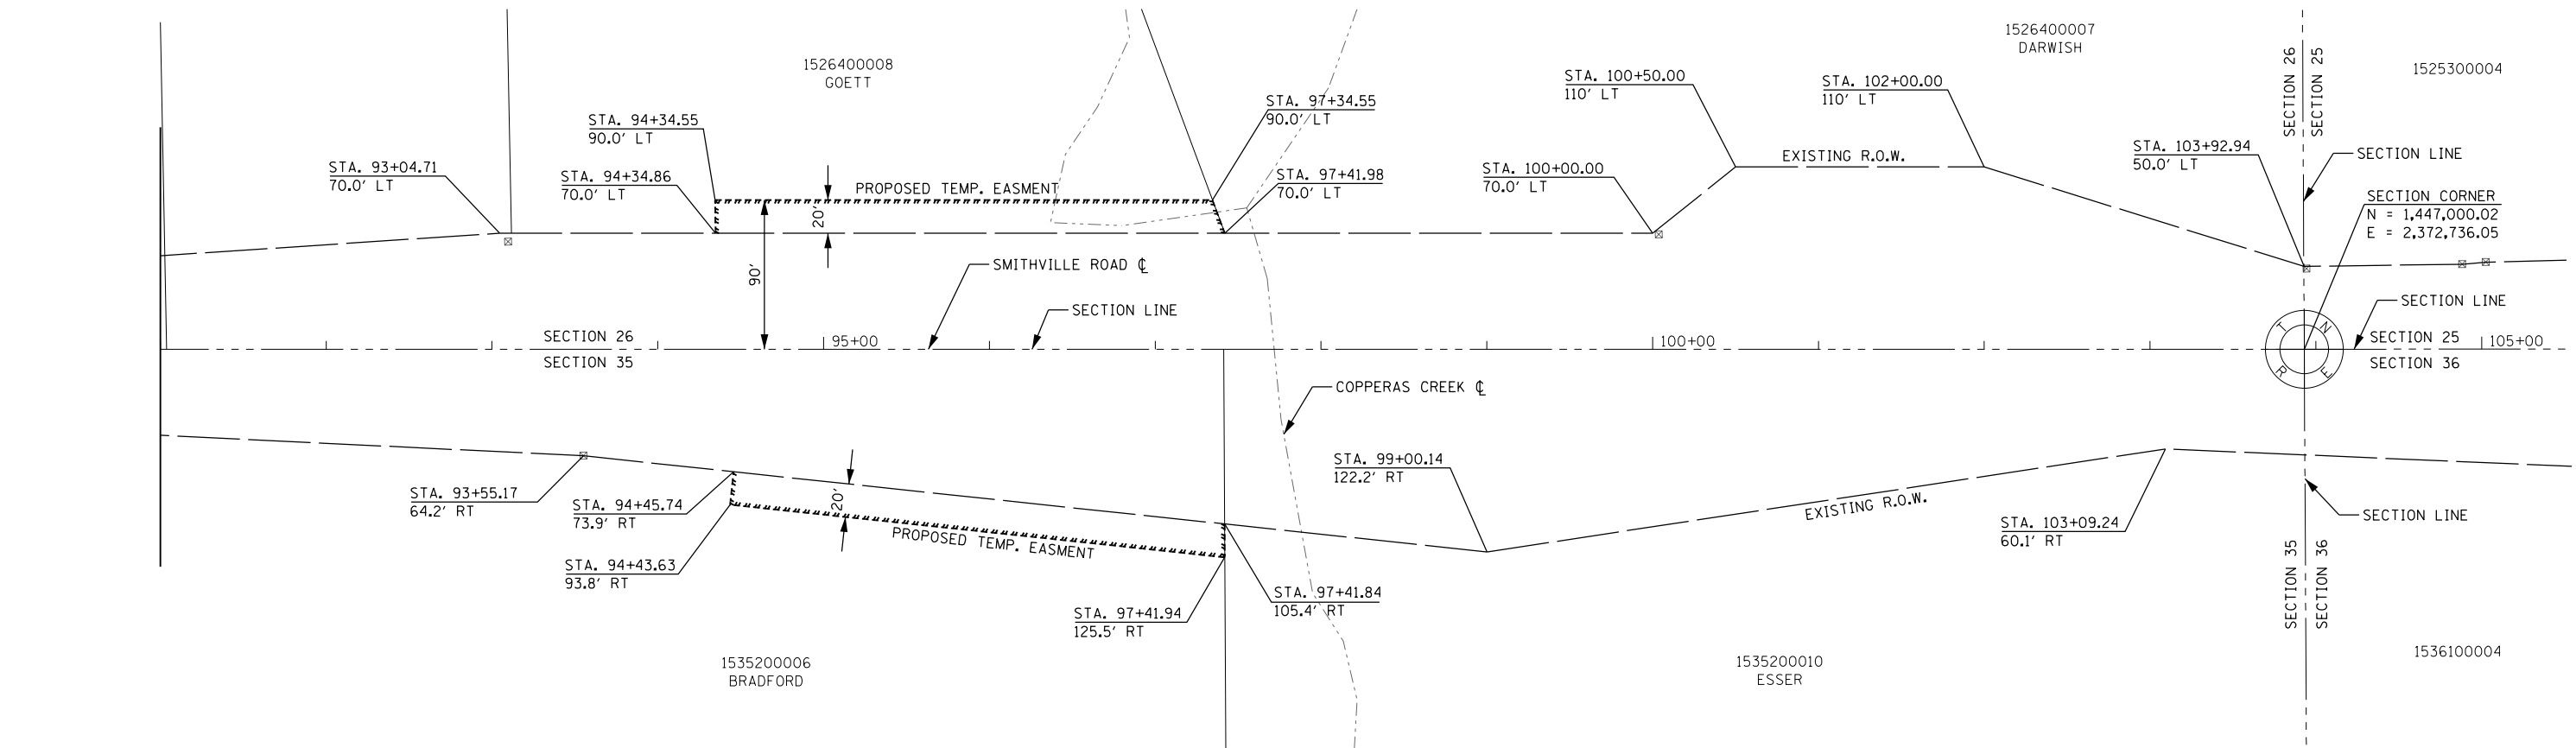 1526400007
DARWISH
1526400008
GOETT
1525300004
SECTION 26
SECTION 25
STA. 100+50.00
110' LT
STA. 102+00.00
110' LT
STA. 97+34.55
90.0' LT
STA. 94+34.55
90.0' LT
STA. 103+92.94
50.0' LT
SECTION LINE
EXISTING R.O.W.
STA. 93+04.71
70.0' LT
STA. 94+34.86
70.0' LT
20'
PROPOSED TEMP. EASMENT
STA. 97+41.98
70.0' LT
STA. 100+00.00
70.0' LT
SECTION CORNER
N = 1,447,000.02
E = 2,372,736.05
90'
SMITHVILLE ROAD ℄
SECTION LINE
SECTION LINE
SECTION 26
SECTION 35
95+00
100+00
T N
R E
SECTION 25
SECTION 36
105+00
COPPERAS CREEK ℄
STA. 99+00.14
122.2' RT
STA. 93+55.17
64.2' RT
STA. 94+45.74
73.9' RT
20'
PROPOSED TEMP. EASMENT
EXISTING R.O.W.
STA. 103+09.24
60.1' RT
SECTION LINE
STA. 94+43.63
93.8' RT
STA. 97+41.94
125.5' RT
STA. 97+41.84
105.4' RT
SECTION 35
SECTION 36
1535200006
BRADFORD
1535200010
ESSER
1536100004